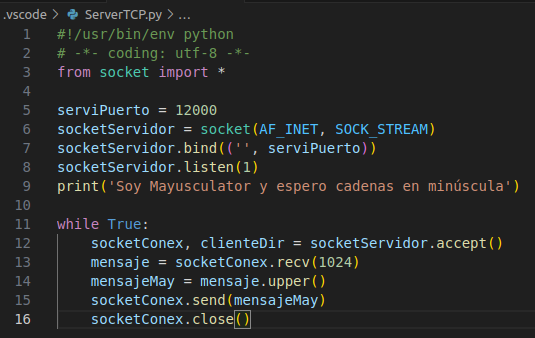 .vscode > ServerTCP.py > ...
1 #!/usr/bin/env python
2 # -*- coding: utf-8 -*-
3 from socket import *
4
5 serviPuerto = 12000
6 socketServidor = socket(AF_INET, SOCK_STREAM)
7 socketServidor.bind(('', serviPuerto))
8 socketServidor.listen(1)
9 print('Soy Mayusculator y espero cadenas en minúscula')
10
11 while True:
12     socketConex, clienteDir = socketServidor.accept()
13     mensaje = socketConex.recv(1024)
14     mensajeMay = mensaje.upper()
15     socketConex.send(mensajeMay)
16     socketConex.close()